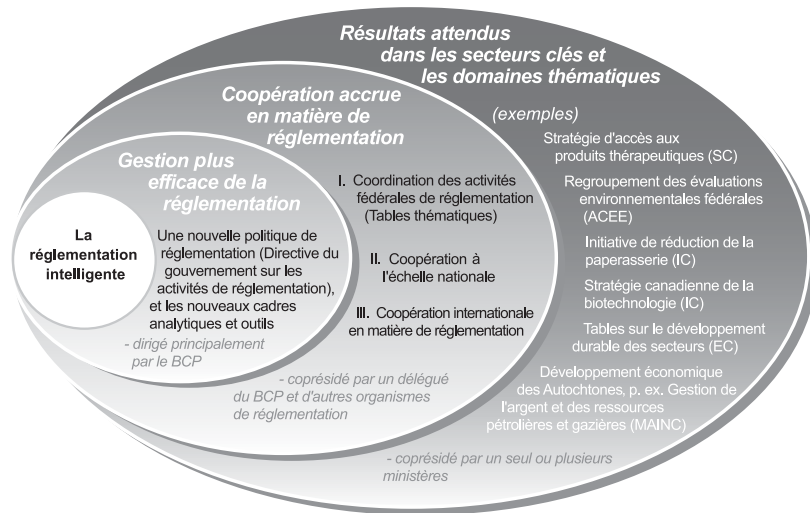 La
réglementation
intelligente
Gestion plus
efficace de la
réglementation
Une nouvelle politique de
réglementation (Directive du
gouvernement sur les
activités de réglementation),
et les nouveaux cadres
analytiques et outils
- dirigé principalement
par le BCP
Coopération accrue
en matière de
réglementation
I. Coordination des activités
fédérales de réglementation
(Tables thématiques)
II. Coopération à
l'échelle nationale
III. Coopération internationale
en matière de réglementation
- coprésidé par un délégué
du BCP et d'autres organismes
de réglementation
Résultats attendus
dans les secteurs clés et
les domaines thématiques
(exemples)
Stratégie d'accès aux
produits thérapeutiques (SC)
Regroupement des évaluations
environnementales fédérales
(ACEE)
Initiative de réduction de la
paperasserie (IC)
Stratégie canadienne de la
biotechnologie (IC)
Tables sur le développement
durable des secteurs (EC)
Développement économique
des Autochtones, p. ex. Gestion de
l'argent et des ressources
pétrolières et gazières (MAINC)
- coprésidé par un seul ou plusieurs
ministères